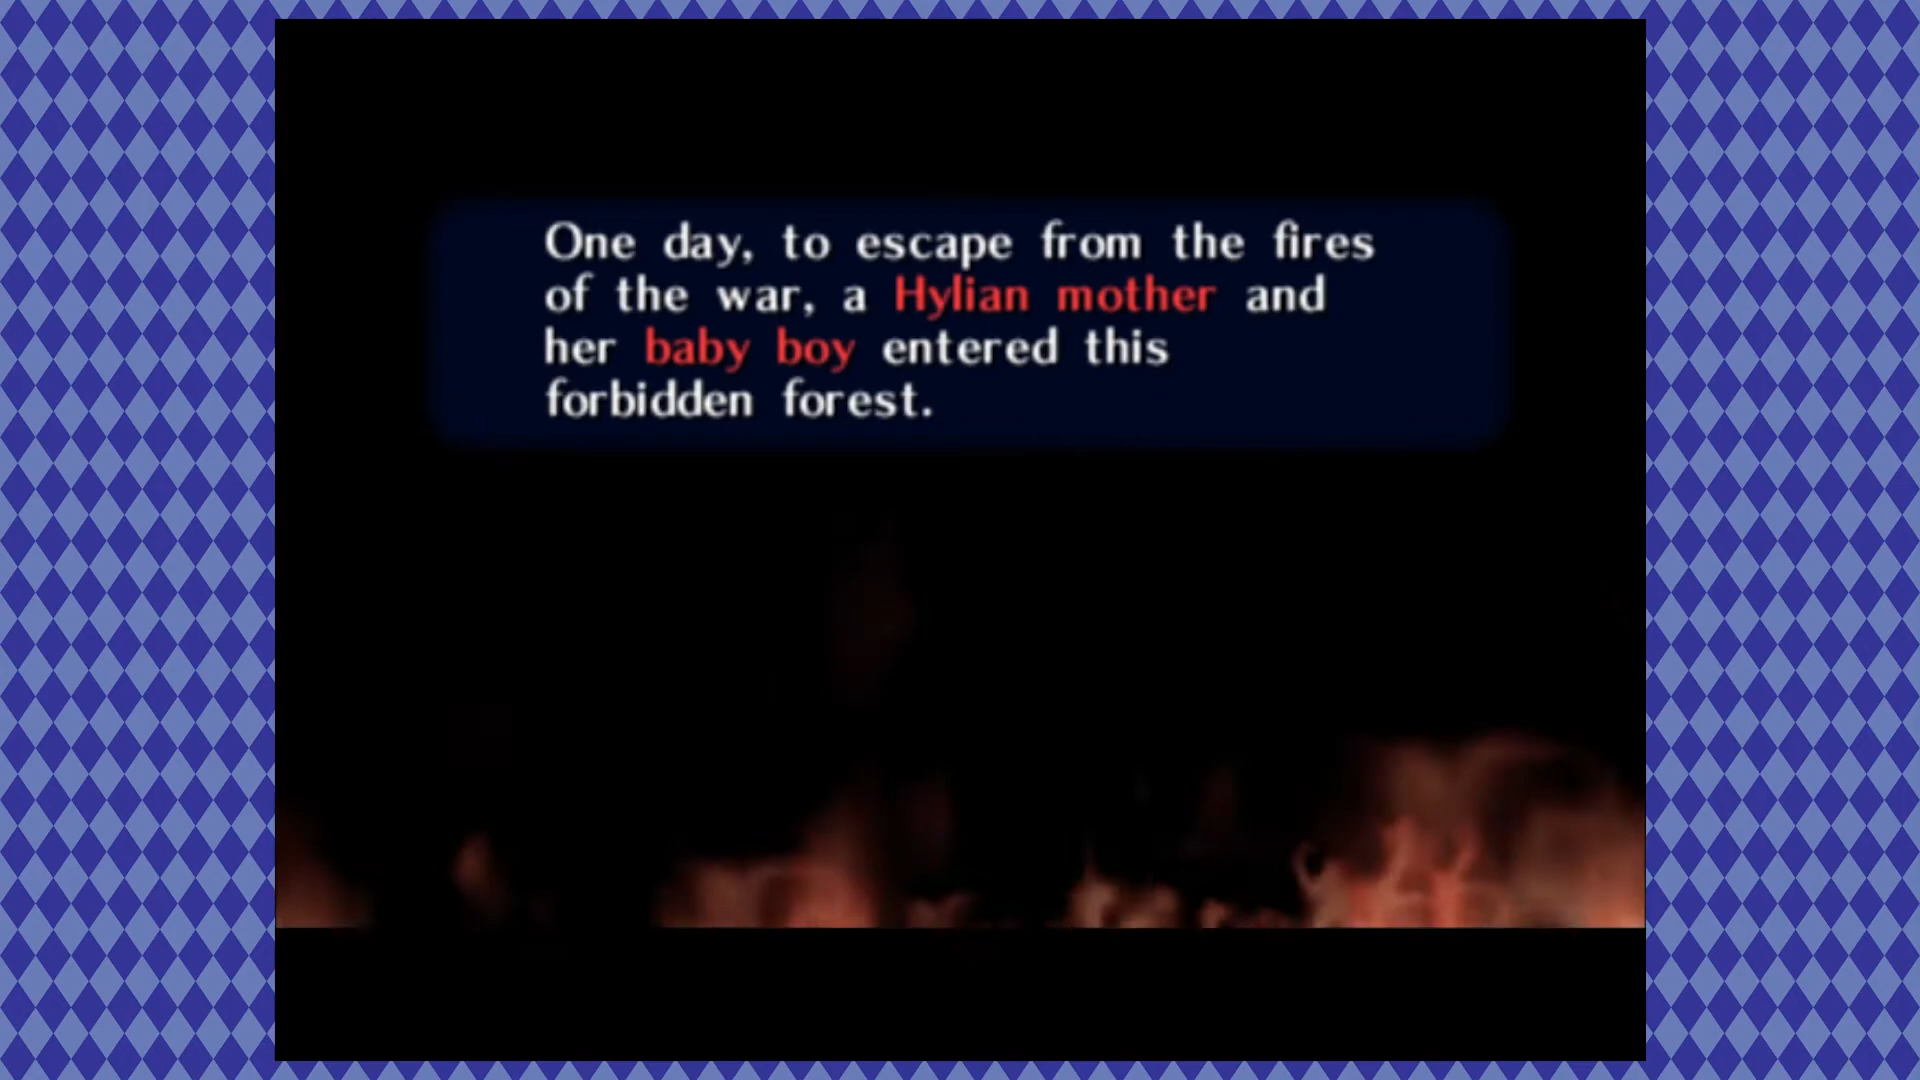 One day, to escape from the fires
of the war, a Hylian mother and
her baby boy entered this
forbidden forest.